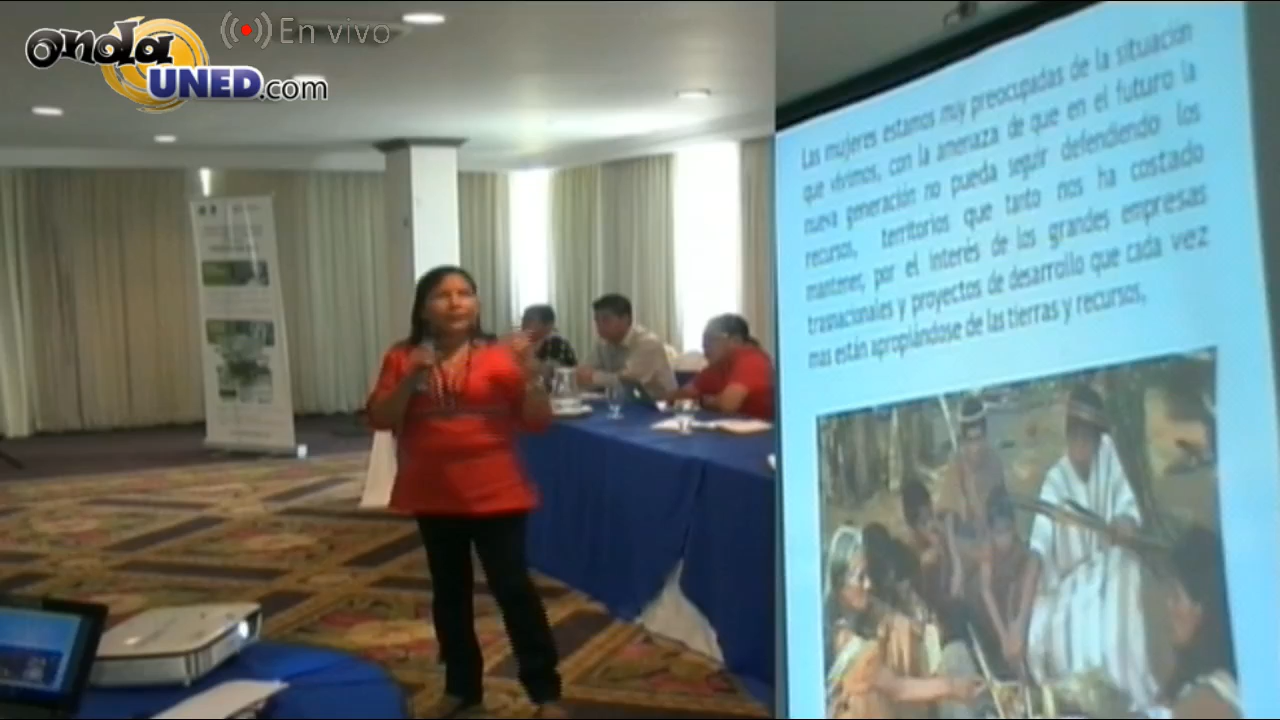 onda
UNED.com
En vivo
Las mujeres estamos muy preocupadas de la situación
que vivimos, con la amenaza de que en el futuro la
nueva generación no pueda seguir defendiendo los
recursos, territorios que tanto nos ha costado
mantener, por el interés de los grandes empresas
trasnacionales y proyectos de desarrollo que cada vez
mas están apropiándose de las tierras y recursos,